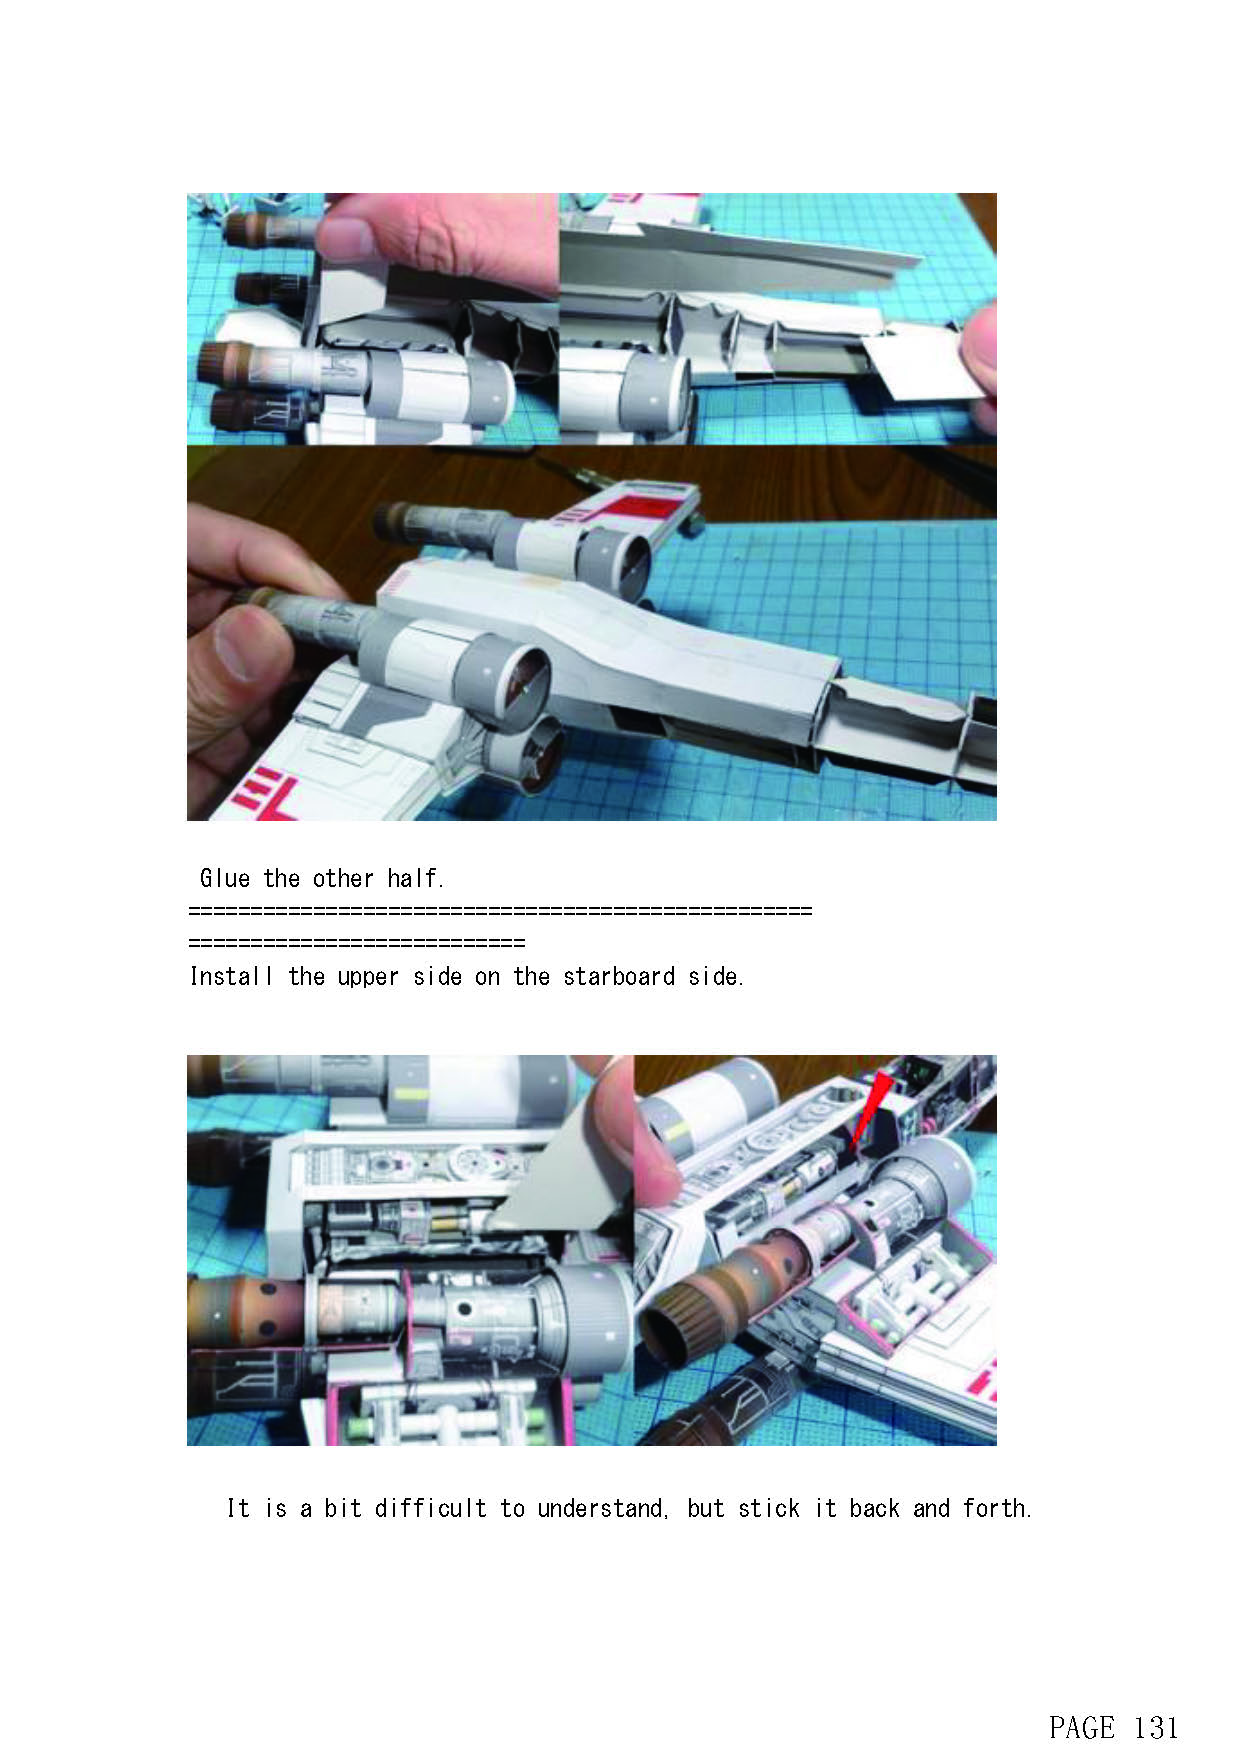 Glue the other half.
==================================================
===========================
Install the upper side on the starboard side.
It is a bit difficult to understand, but stick it back and forth.
PAGE 131